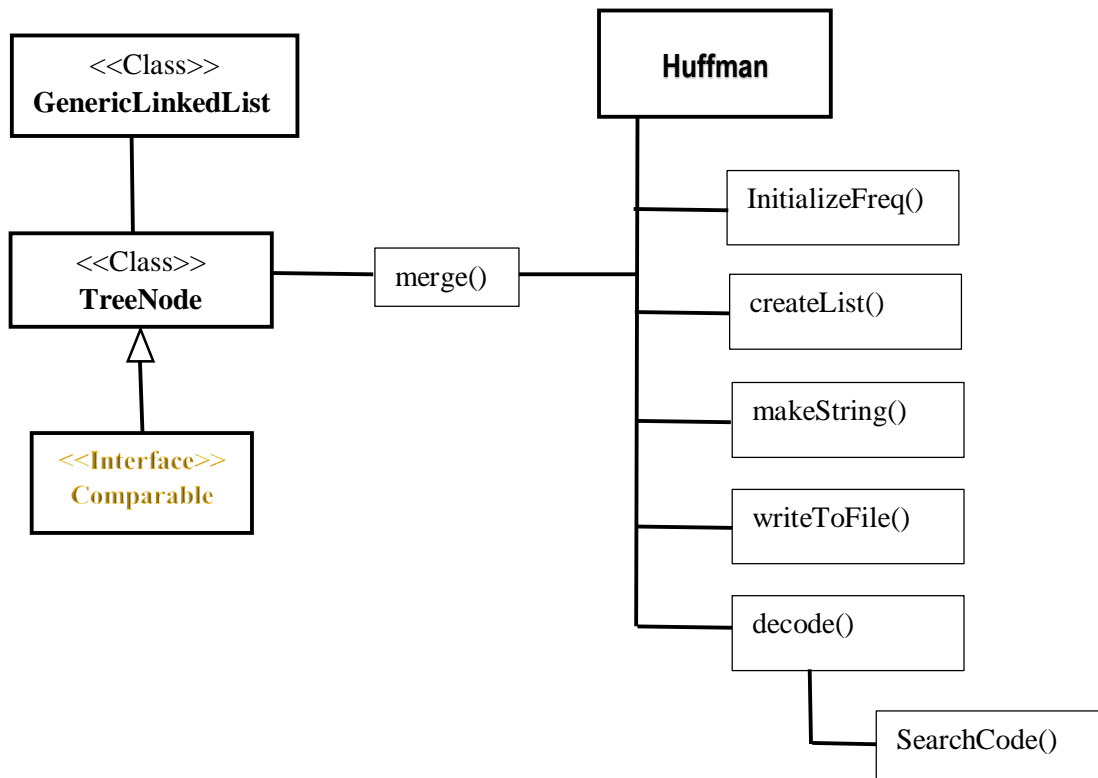 <<Class>>
GenericLinkedList
Huffman
InitializeFreq()
<<Class>>
TreeNode
merge()
createList()
makeString()
<<Interface>>
Comparable
writeToFile()
decode()
SearchCode()